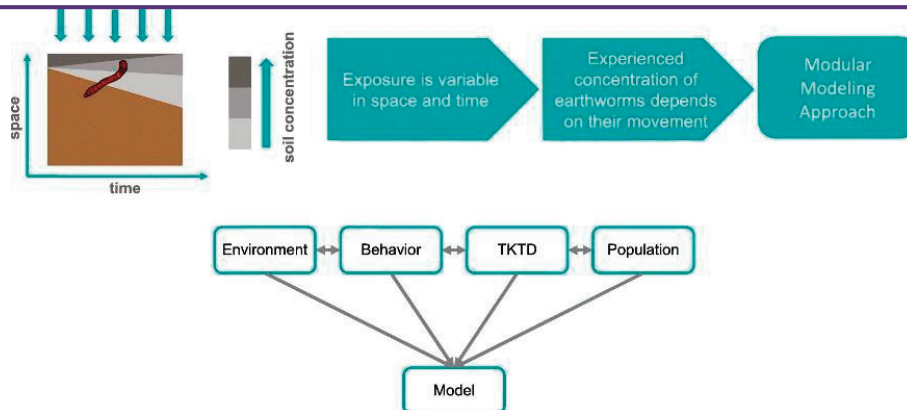 space
time
soil concentration
Exposure is variable
in space and time
Experienced
concentration of
earthworms depends
on their movement
Modular
Modeling
Approach
Environment
Behavior
TKTD
Population
Model